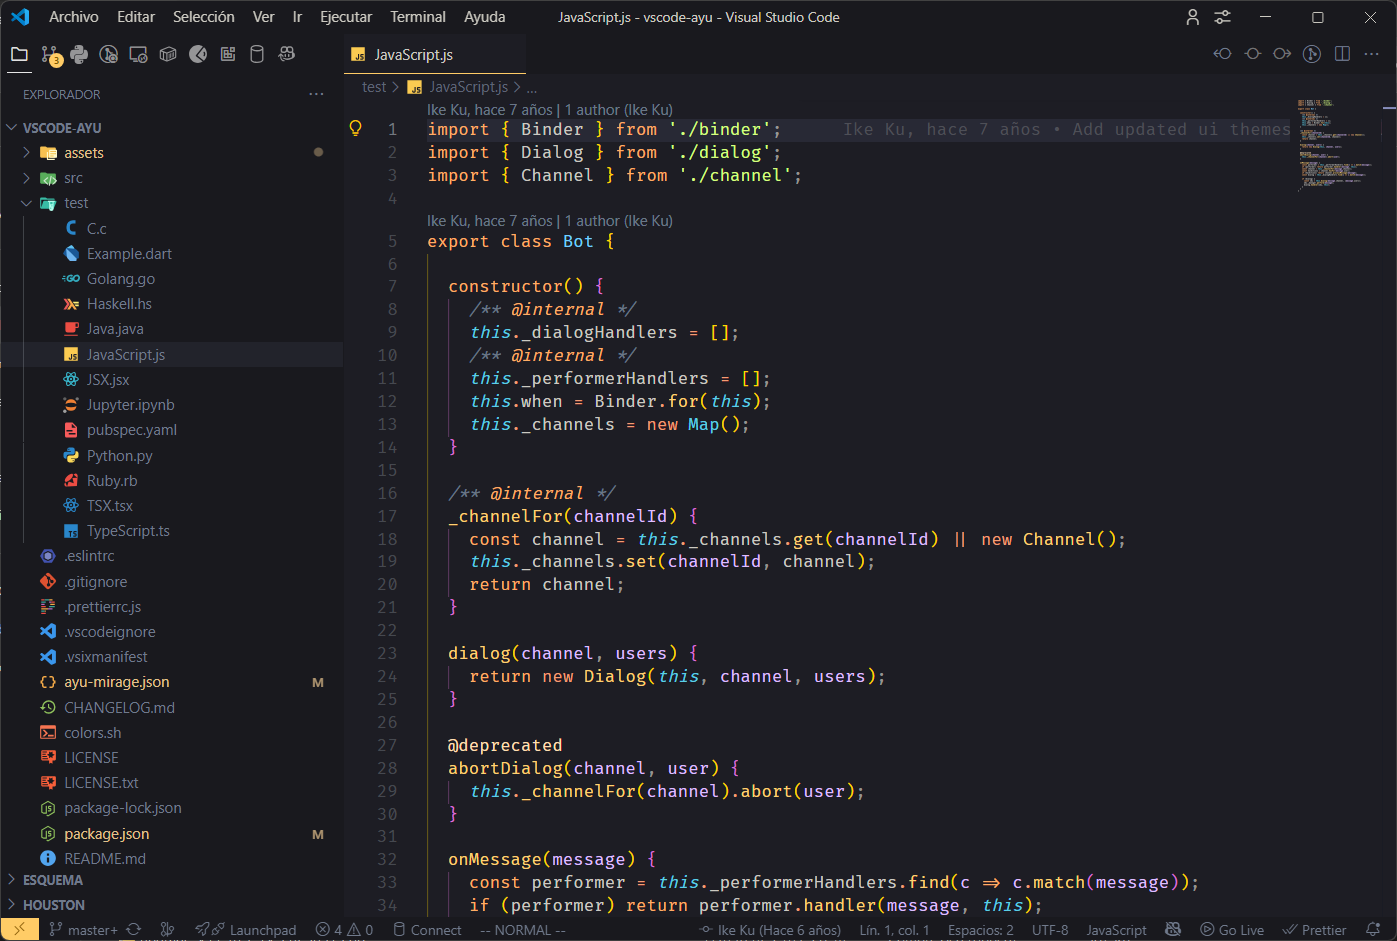 Archivo Editar Selección Ver Ir Ejecutar Terminal Ayuda JavaScript.js - vscode-ayu - Visual Studio Code
3
JavaScript.js
EXPLORADOR
VSCODE-AYU
assets
src
test
C.c
Example.dart
Golang.go
Haskell.hs
Java.java
JavaScript.js
JSX.jsx
Jupyter.ipynb
pubspec.yaml
Python.py
Ruby.rb
TSX.tsx
TypeScript.ts
.eslintrc
.gitignore
.prettierrc.js
.vscodeignore
.vsixmanifest
ayu-mirage.json M
CHANGELOG.md
colors.sh
LICENSE
LICENSE.txt
package-lock.json
package.json M
README.md
ESQUEMA
HOUSTON
test > JavaScript.js > ...
Ike Ku, hace 7 años | 1 author (Ike Ku)
1 import { Binder } from './binder'; Ike Ku, hace 7 años • Add updated ui themes
2 import { Dialog } from './dialog';
3 import { Channel } from './channel';
4
Ike Ku, hace 7 años | 1 author (Ike Ku)
5 export class Bot {
6
7 constructor() {
8 /** @internal */
9 this._dialogHandlers = [];
10 /** @internal */
11 this._performerHandlers = [];
12 this.when = Binder.for(this);
13 this._channels = new Map();
14 }
15
16 /** @internal */
17 _channelFor(channelId) {
18 const channel = this._channels.get(channelId) || new Channel();
19 this._channels.set(channelId, channel);
20 return channel;
21 }
22
23 dialog(channel, users) {
24 return new Dialog(this, channel, users);
25 }
26
27 @deprecated
28 abortDialog(channel, user) {
29 this._channelFor(channel).abort(user);
30 }
31
32 onMessage(message) {
33 const performer = this._performerHandlers.find(c => c.match(message));
34 if (performer) return performer.handler(message, this);
master+ Launchpad 4 0 Connect -- NORMAL -- Ike Ku (Hace 6 años) Lín. 1, col. 1 Espacios: 2 UTF-8 JavaScript Go Live Prettier